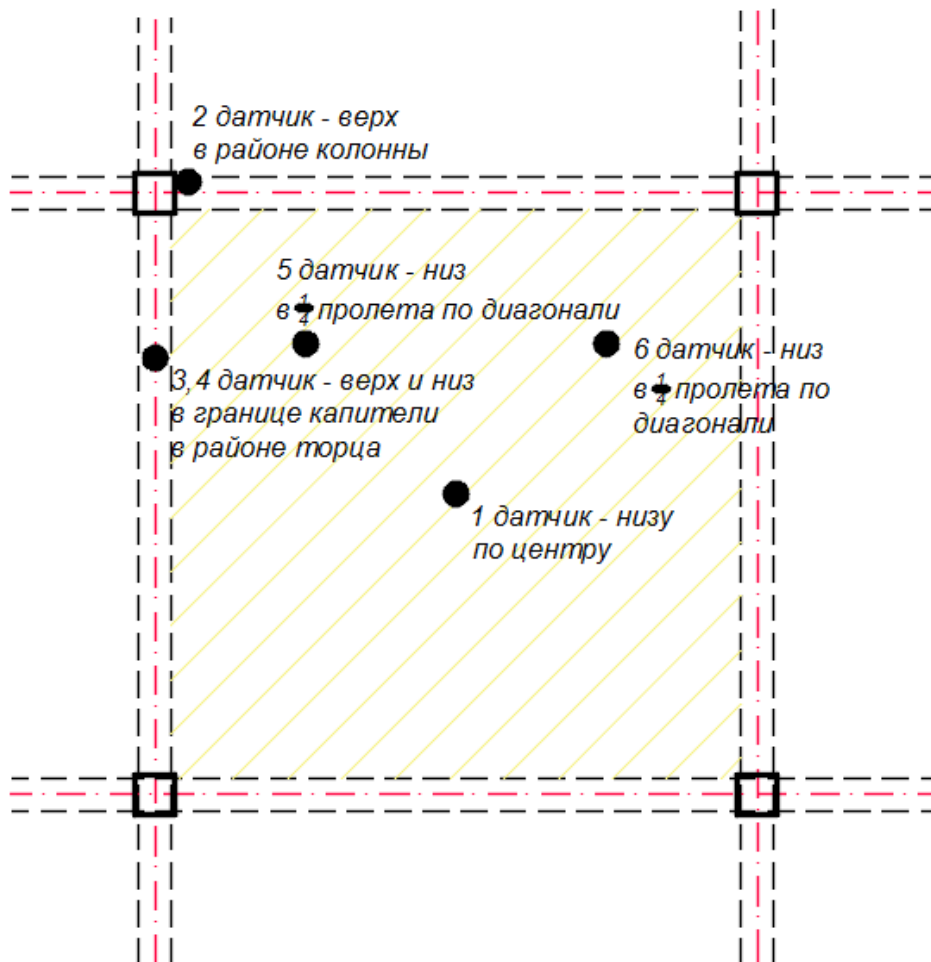 2 датчик - верх
в районе колонны
5 датчик - низ
в 1/4 пролета по диагонали
6 датчик - низ
в 1/4 пролета по
диагонали
3,4 датчик - верх и низ
в границе капители
в районе торца
1 датчик - низу
по центру